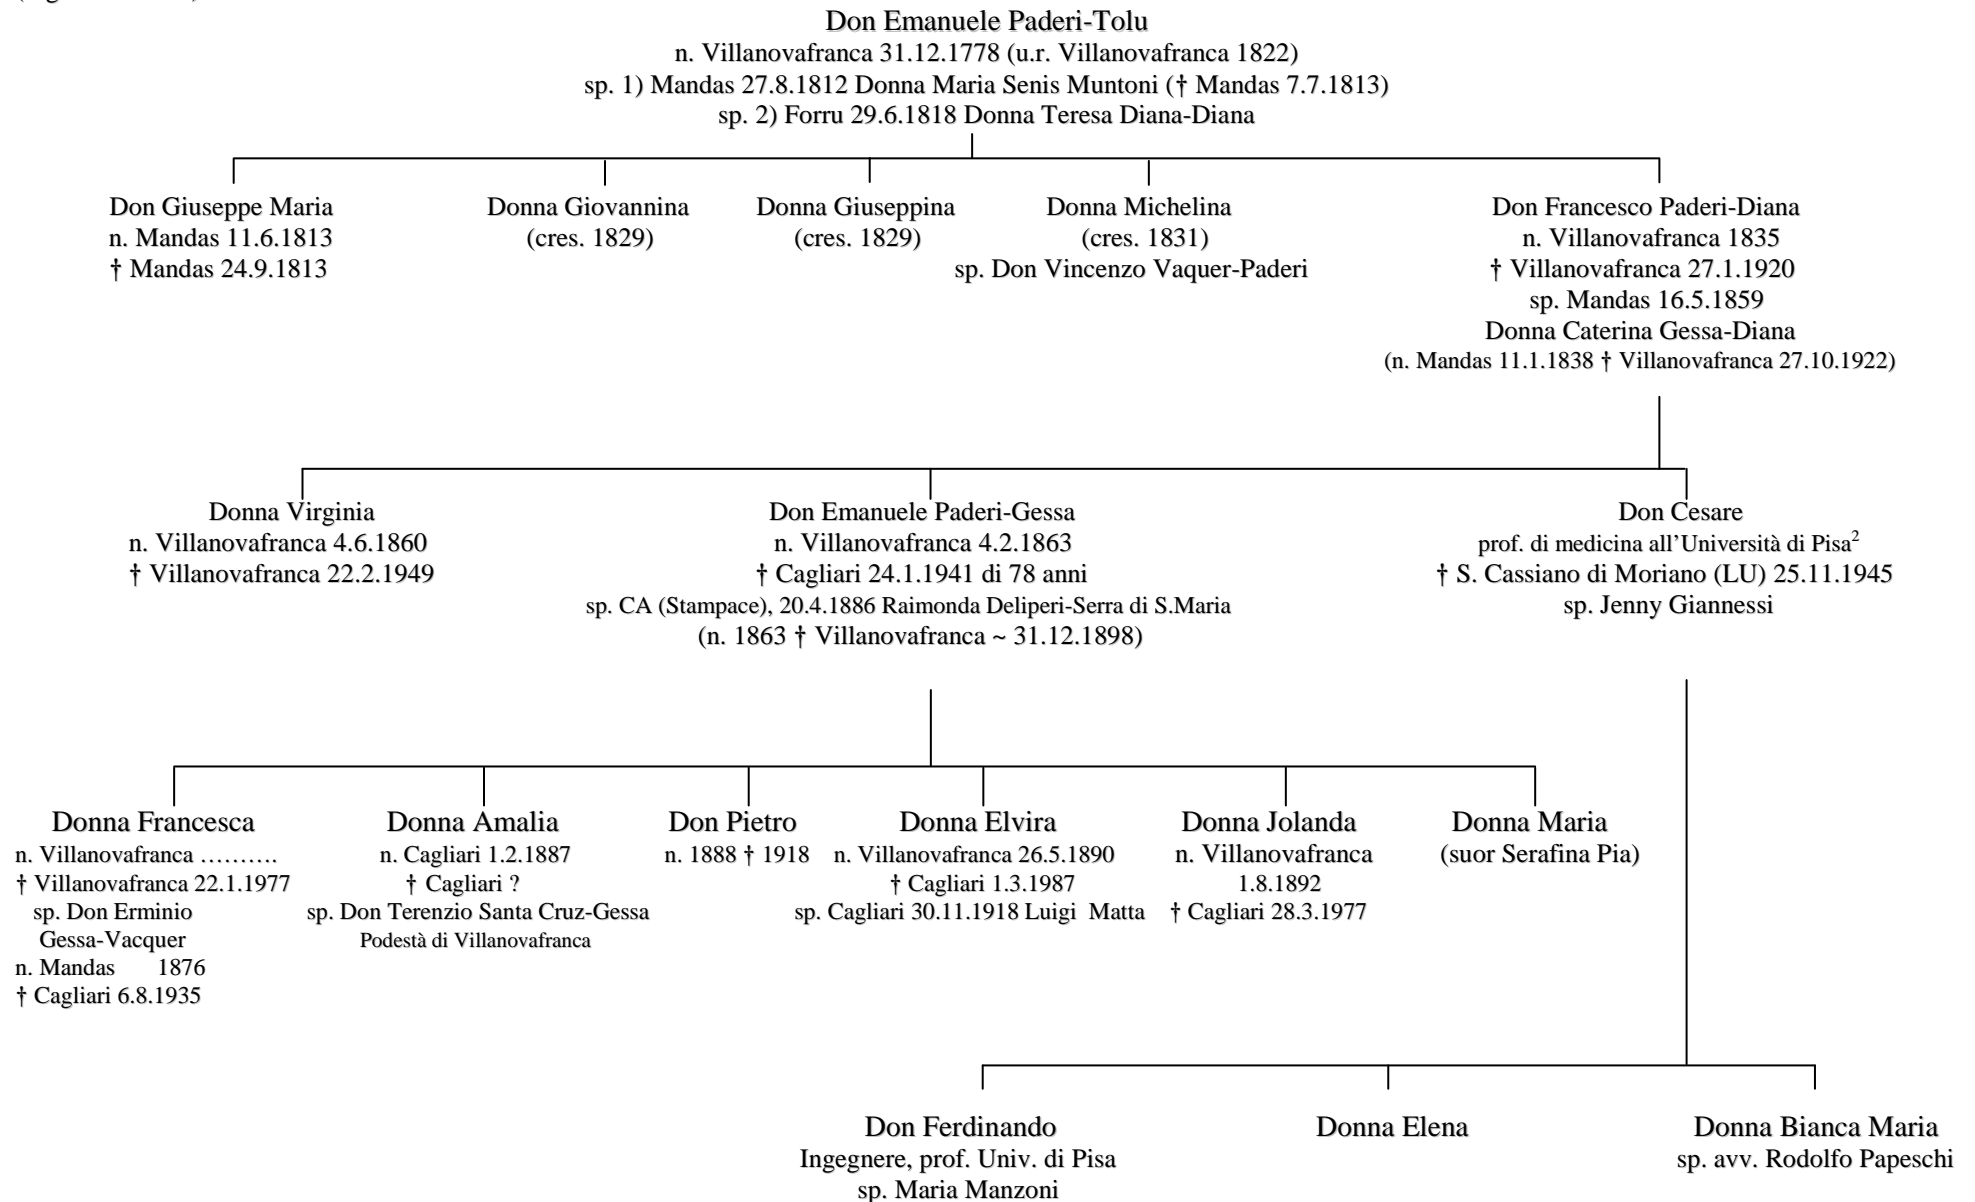 Don Emanuele Paderi-Tolu
n. Villanovafranca 31.12.1778 (u.r. Villanovafranca 1822)
sp. 1) Mandas 27.8.1812 Donna Maria Senis Muntoni († Mandas 7.7.1813)
sp. 2) Forru 29.6.1818 Donna Teresa Diana-Diana
Don Giuseppe Maria
n. Mandas 11.6.1813
† Mandas 24.9.1813
Donna Giovannina
(cres. 1829)
Donna Giuseppina
(cres. 1829)
Donna Michelina
(cres. 1831)
sp. Don Vincenzo Vaquer-Paderi
Don Francesco Paderi-Diana
n. Villanovafranca 1835
† Villanovafranca 27.1.1920
sp. Mandas 16.5.1859
Donna Caterina Gessa-Diana
(n. Mandas 11.1.1838 † Villanovafranca 27.10.1922)
Donna Virginia
n. Villanovafranca 4.6.1860
† Villanovafranca 22.2.1949
Don Emanuele Paderi-Gessa
n. Villanovafranca 4.2.1863
† Cagliari 24.1.1941 di 78 anni
sp. CA (Stampace), 20.4.1886 Raimonda Deliperi-Serra di S.Maria
(n. 1863 † Villanovafranca ~ 31.12.1898)
Don Cesare
prof. di medicina all'Università di Pisa²
† S. Cassiano di Moriano (LU) 25.11.1945
sp. Jenny Giannessi
Donna Francesca
n. Villanovafranca ……….
† Villanovafranca 22.1.1977
sp. Don Erminio
Gessa-Vacquer
n. Mandas 1876
† Cagliari 6.8.1935
Donna Amalia
n. Cagliari 1.2.1887
† Cagliari ?
sp. Don Terenzio Santa Cruz-Gessa
Podestà di Villanovafranca
Don Pietro
n. 1888 † 1918
Donna Elvira
n. Villanovafranca 26.5.1890
† Cagliari 1.3.1987
sp. Cagliari 30.11.1918 Luigi Matta
Donna Jolanda
n. Villanovafranca
1.8.1892
† Cagliari 28.3.1977
Donna Maria
(suor Serafina Pia)
Don Ferdinando
Ingegnere, prof. Univ. di Pisa
sp. Maria Manzoni
Donna Elena
Donna Bianca Maria
sp. avv. Rodolfo Papeschi